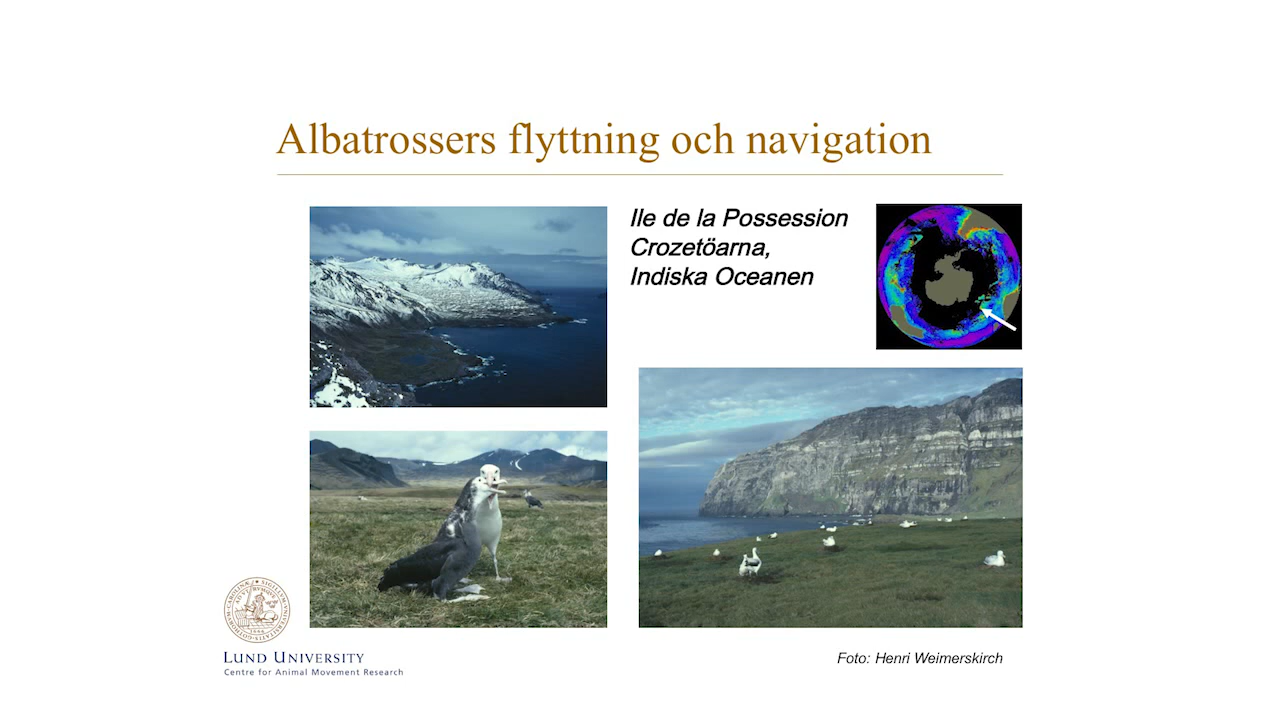 Albatrossers flyttning och navigation
Ile de la Possession
Crozetöarna,
Indiska Oceanen
LUND UNIVERSITY
Centre for Animal Movement Research
Foto: Henri Weimerskirch